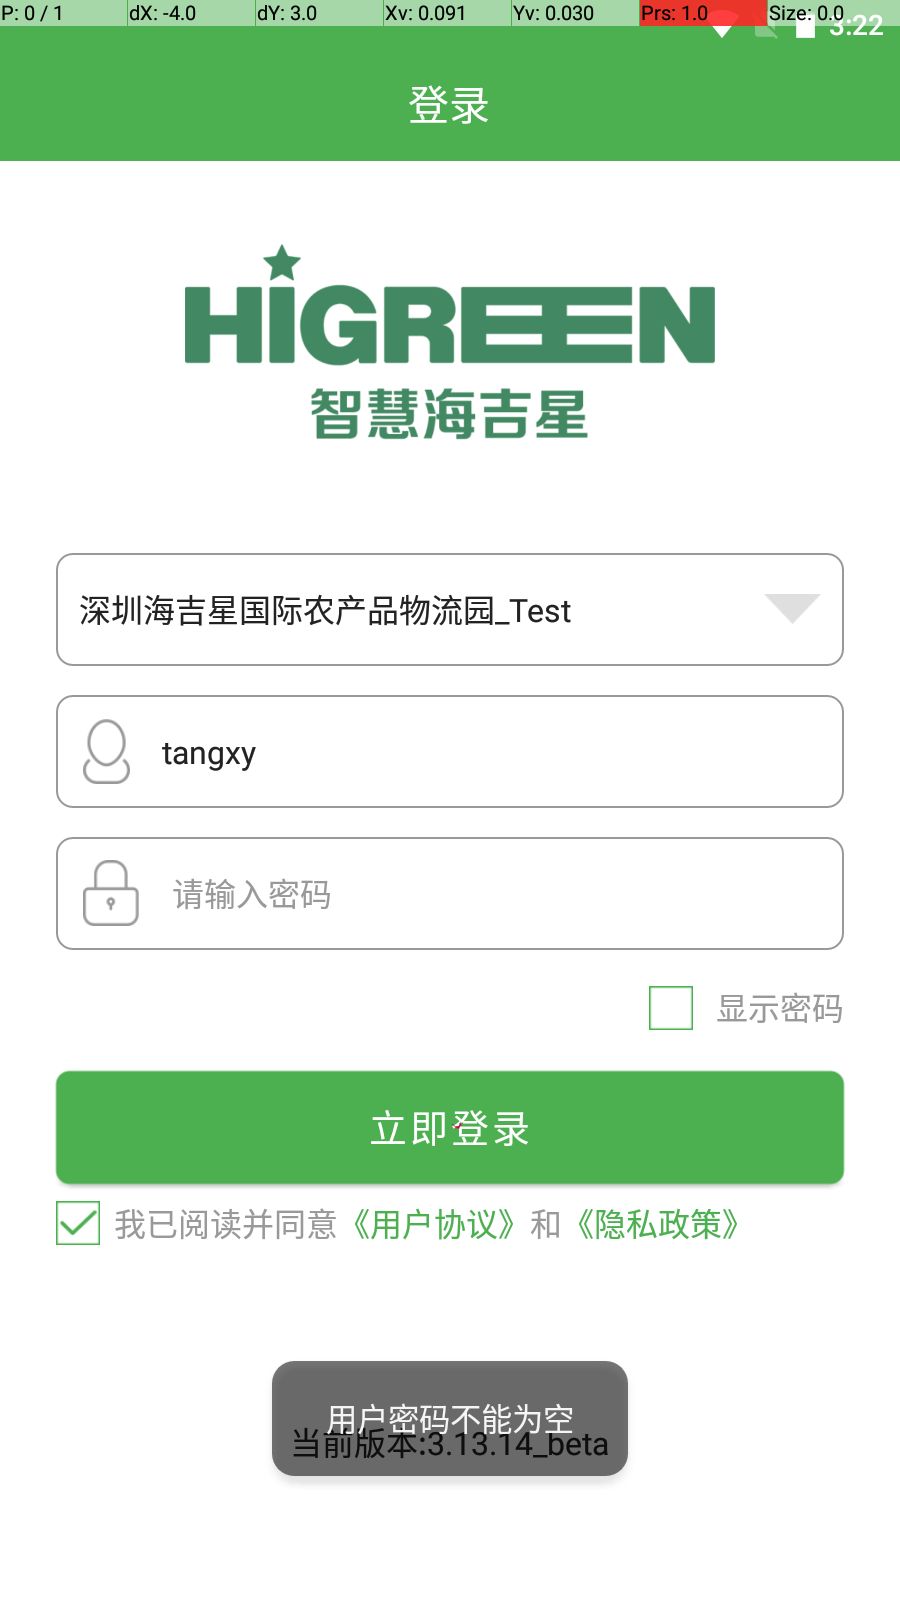 P: 0 / 1 dX: -4.0 dY: 3.0 Xv: 0.091 Yv: 0.030 Prs: 1.0 Size: 0.0
3:22
登录
HIGREEN
智慧海吉星
深圳海吉星国际农产品物流园_Test
tangxy
请输入密码
显示密码
立即登录
我已阅读并同意《用户协议》和《隐私政策》
用户密码不能为空
当前版本:3.13.14_beta